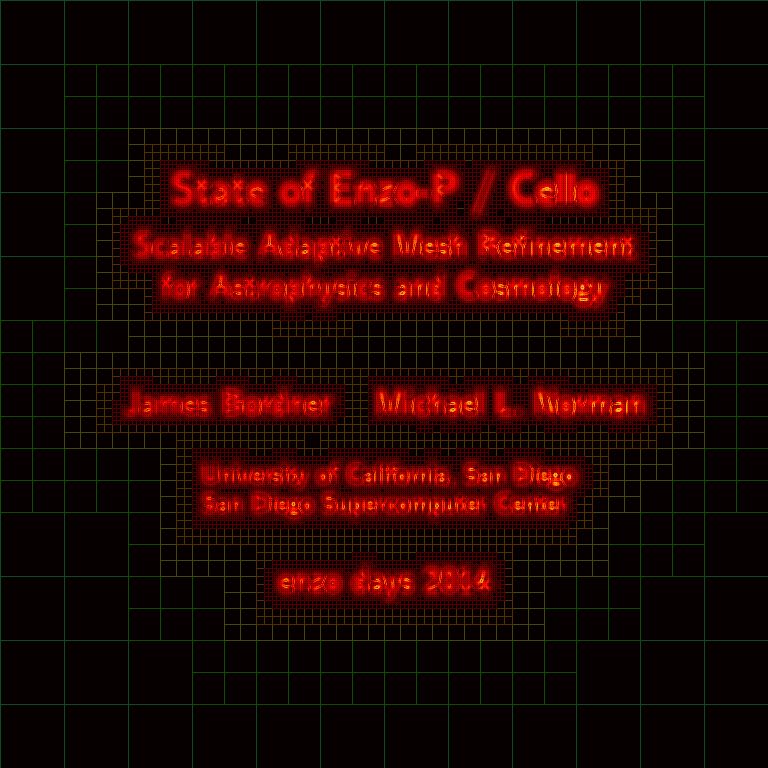 State of Enzo-P / Cello
Scalable Adaptive Mesh Refinement
for Astrophysics and Cosmology
James Bordner Michael L. Norman
University of California, San Diego
San Diego Supercomputer Center
enzo days 2014